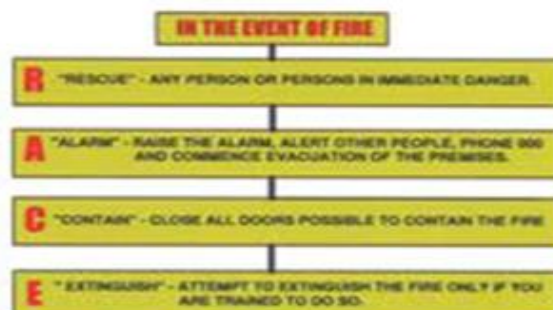 IN THE EVENT OF FIRE
R "RESCUE" - ANY PERSON OR PERSONS IN IMMEDIATE DANGER.
A "ALARM" - RAISE THE ALARM, ALERT OTHER PEOPLE, PHONE 000
AND COMMENCE EVACUATION OF THE PREMISES.
C "CONTAIN" - CLOSE ALL DOORS POSSIBLE TO CONTAIN THE FIRE
E " EXTINGUISH" - ATTEMPT TO EXTINGUISH THE FIRE ONLY IF YOU
ARE TRAINED TO DO SO.